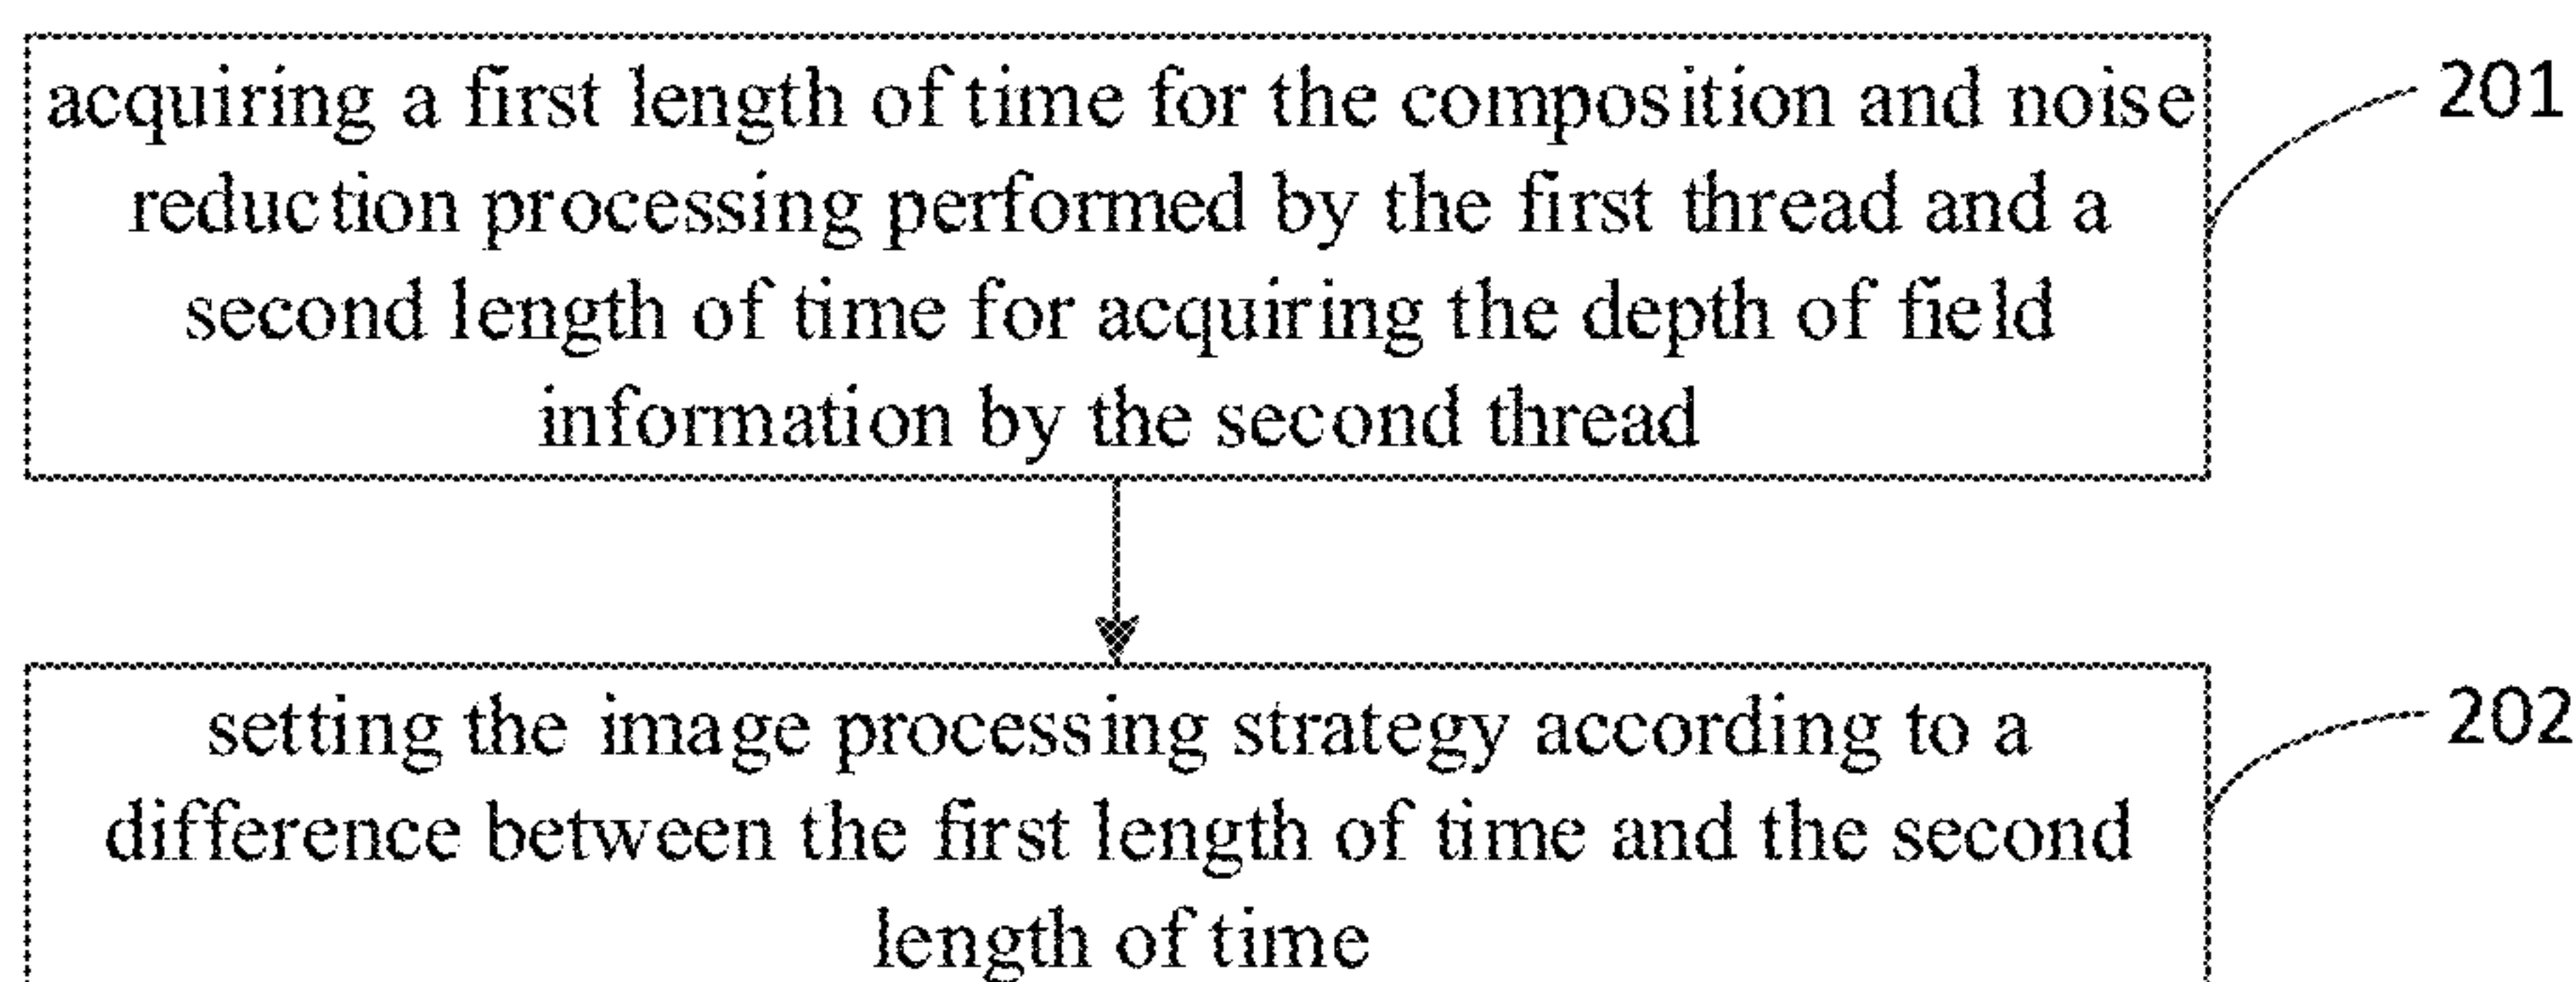 acquiring a first length of time for the composition and noise
201
reduction processing performed by the first thread and a
second length of time for acquiring the depth of field
information by the second thread
setting the image processing strategy according to a
202
difference between the first length of time and the second
length of time